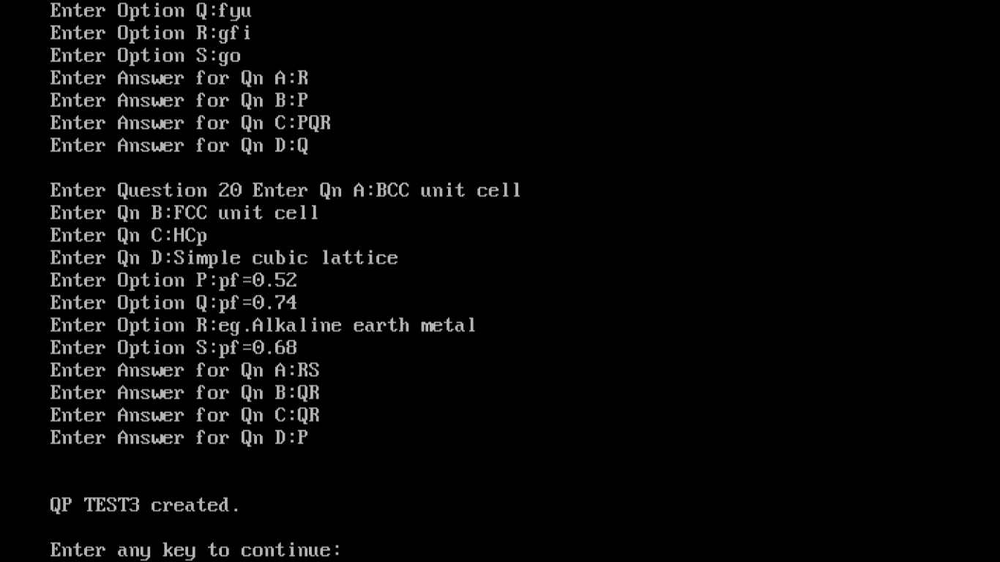 Enter Option Q:fyu
Enter Option R:gfi
Enter Option S:go
Enter Answer for Qn A:R
Enter Answer for Qn B:P
Enter Answer for Qn C:PQR
Enter Answer for Qn D:Q
Enter Question 20 Enter Qn A:BCC unit cell
Enter Qn B:FCC unit cell
Enter Qn C:HCp
Enter Qn D:Simple cubic lattice
Enter Option P:pf=0.52
Enter Option Q:pf=0.74
Enter Option R:eg.Alkaline earth metal
Enter Option S:pf=0.68
Enter Answer for Qn A:RS
Enter Answer for Qn B:QR
Enter Answer for Qn C:QR
Enter Answer for Qn D:P
QP TEST3 created.
Enter any key to continue: